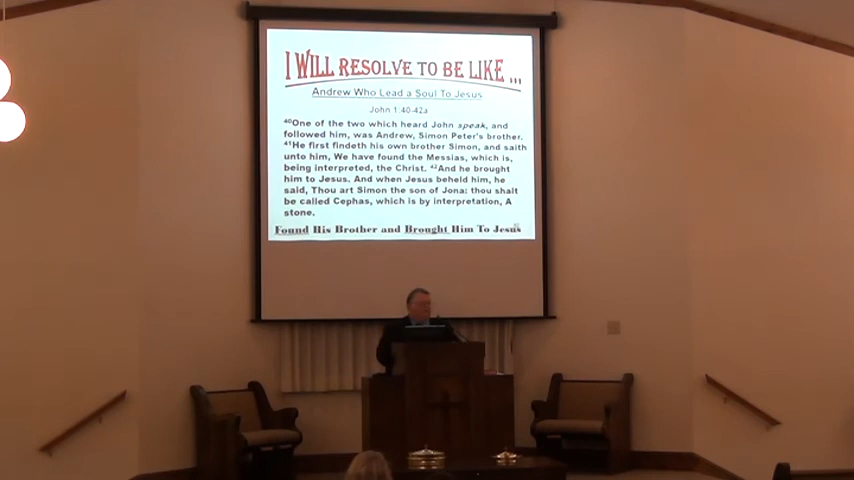 I WILL RESOLVE TO BE LIKE ...
Andrew Who Lead a Soul To Jesus
John 1:40-42a
⁴⁰One of the two which heard John speak, and
followed him, was Andrew, Simon Peter's brother.
⁴¹He first findeth his own brother Simon, and saith
unto him, We have found the Messias, which is,
being interpreted, the Christ. ⁴²And he brought
him to Jesus. And when Jesus beheld him, he
said, Thou art Simon the son of Jona: thou shalt
be called Cephas, which is by interpretation, A
stone.
Found His Brother and Brought Him To Jesus